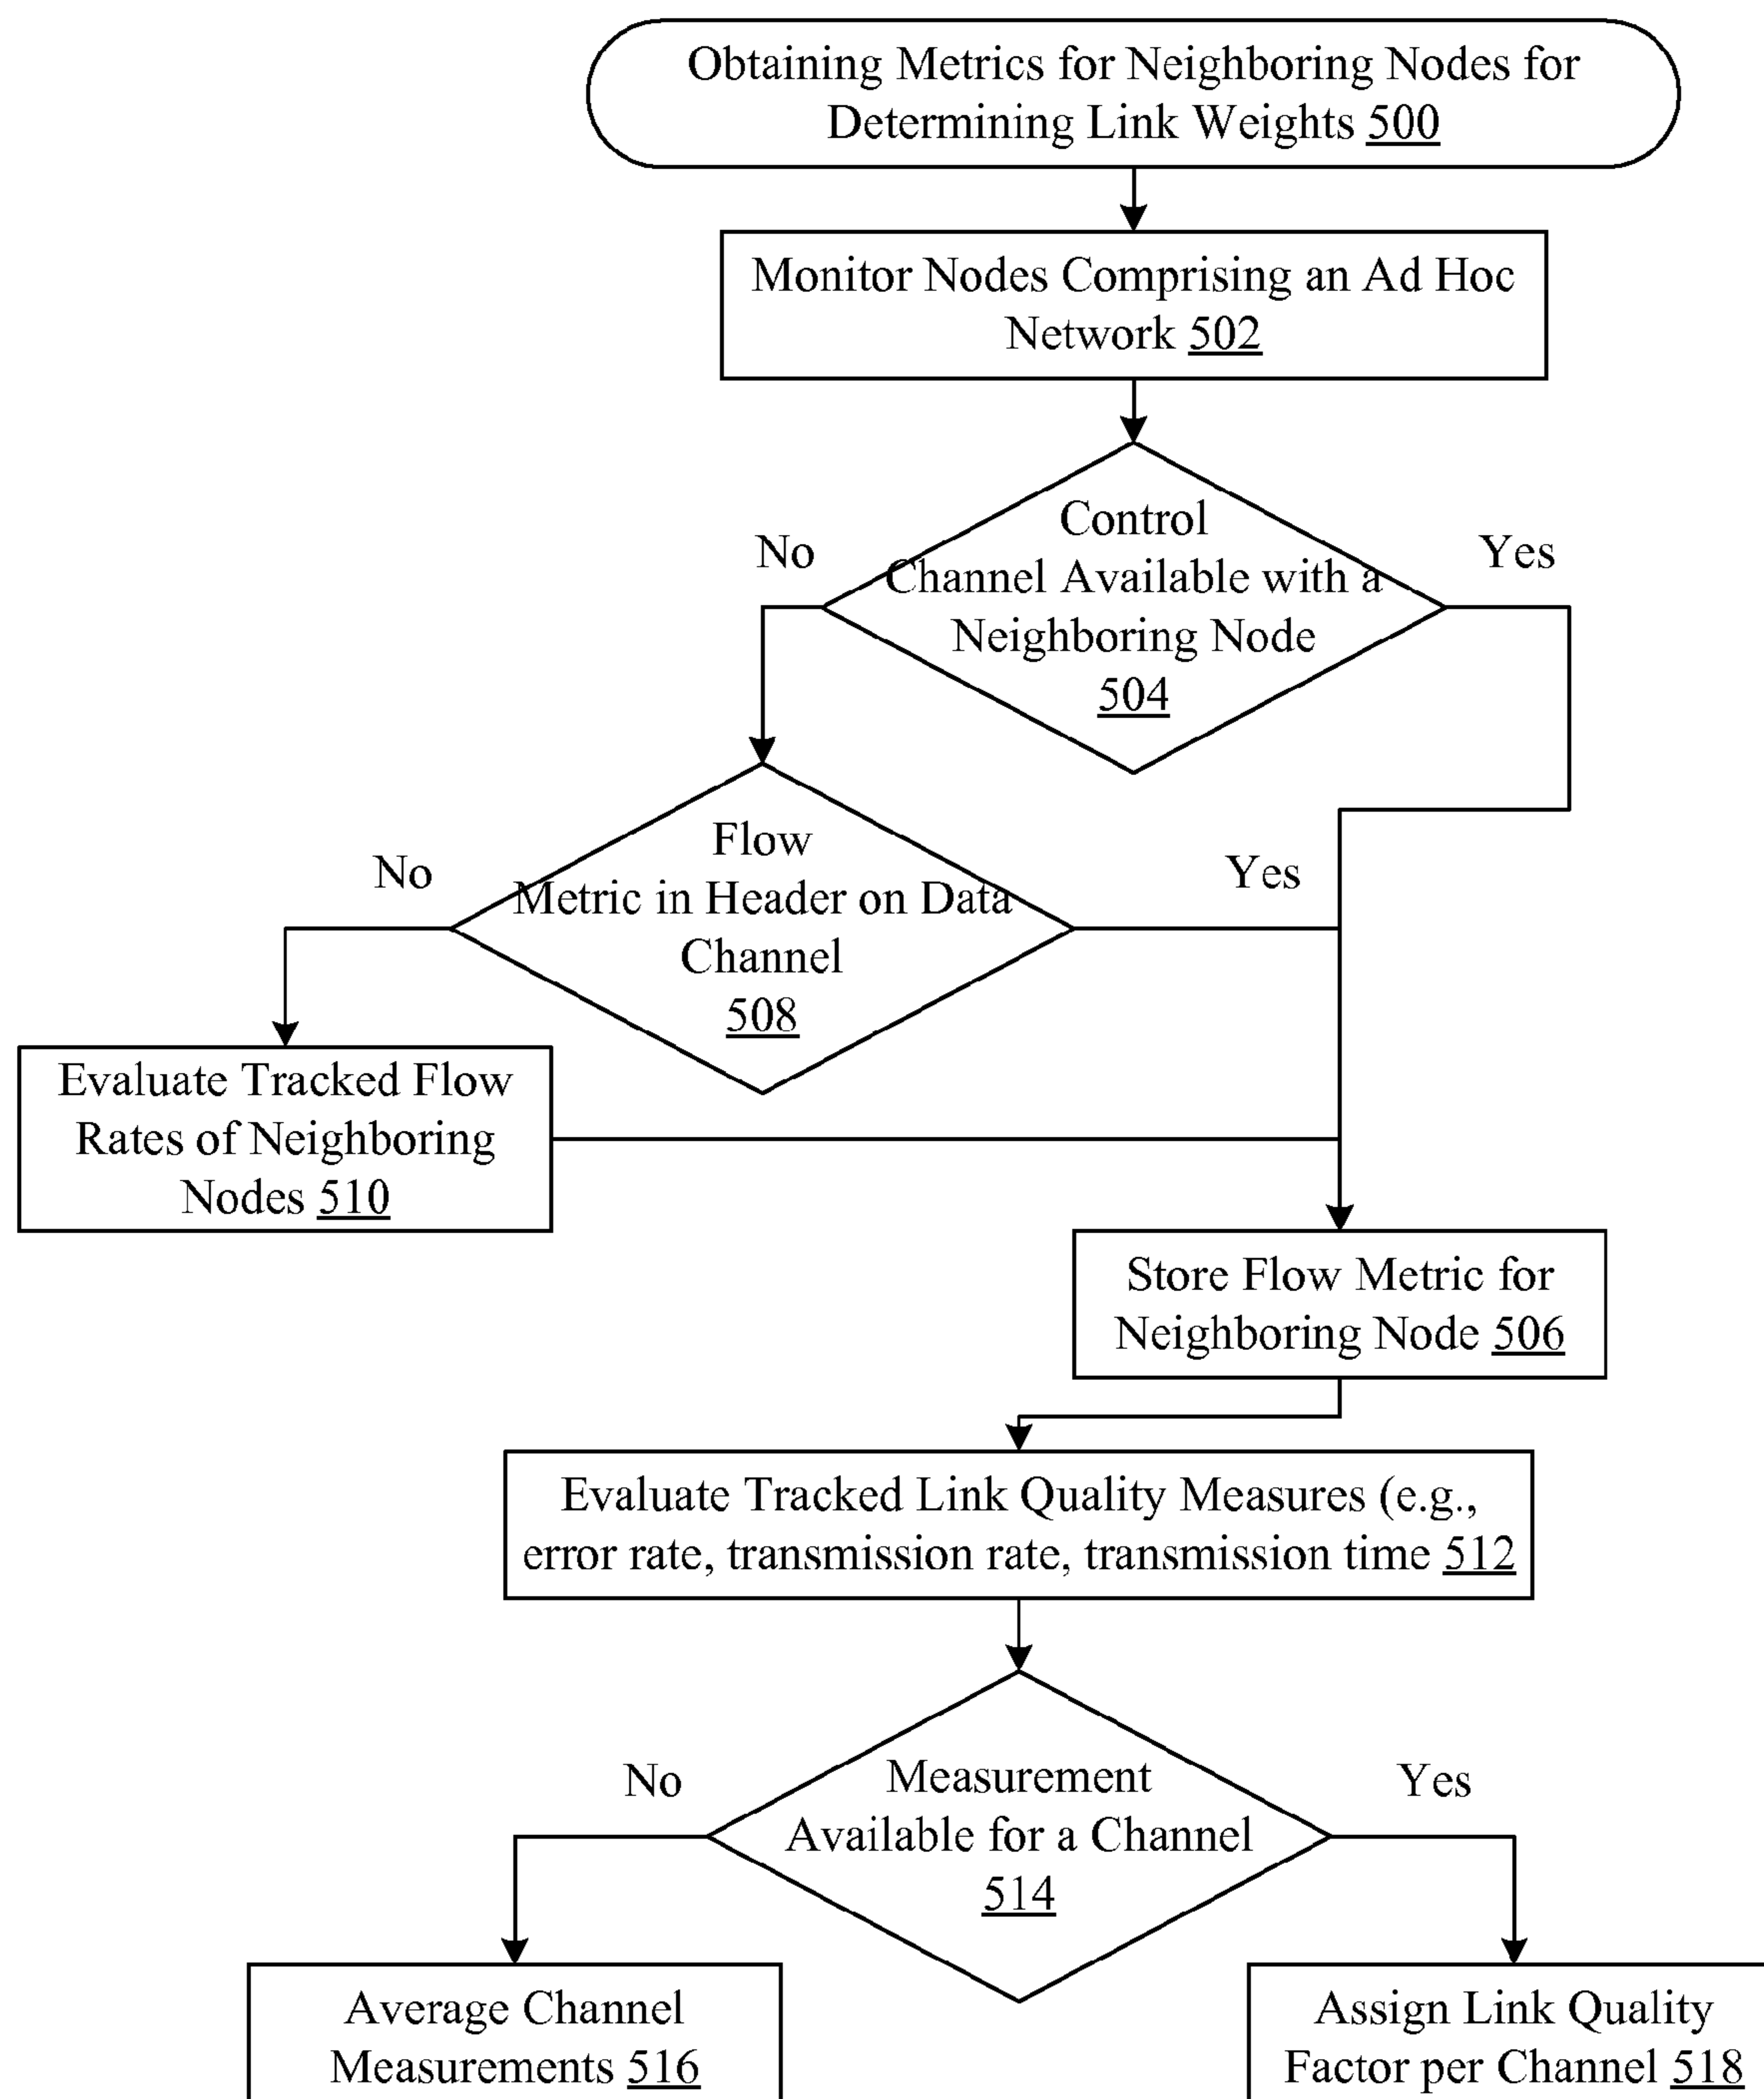 Obtaining Metrics for Neighboring Nodes for
Determining Link Weights 500
Monitor Nodes Comprising an Ad Hoc
Network 502
Control
Channel Available with a
Neighboring Node
504
No
Yes
Flow
Metric in Header on Data
Channel
508
No
Yes
Evaluate Tracked Flow
Rates of Neighboring
Nodes 510
Store Flow Metric for
Neighboring Node 506
Evaluate Tracked Link Quality Measures (e.g.,
error rate, transmission rate, transmission time 512
Measurement
Available for a Channel
514
No
Yes
Average Channel
Measurements 516
Assign Link Quality
Factor per Channel 518